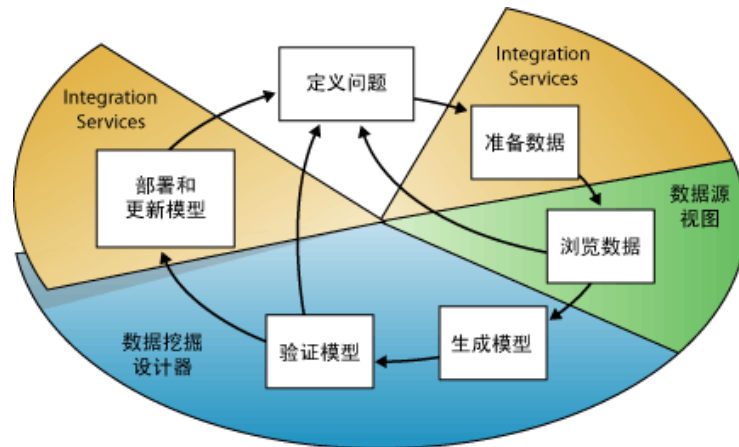 定义问题
Integration
Services
准备数据
数据源
视图
浏览数据
生成模型
验证模型
数据挖掘
设计器
部署和
更新模型
Integration
Services